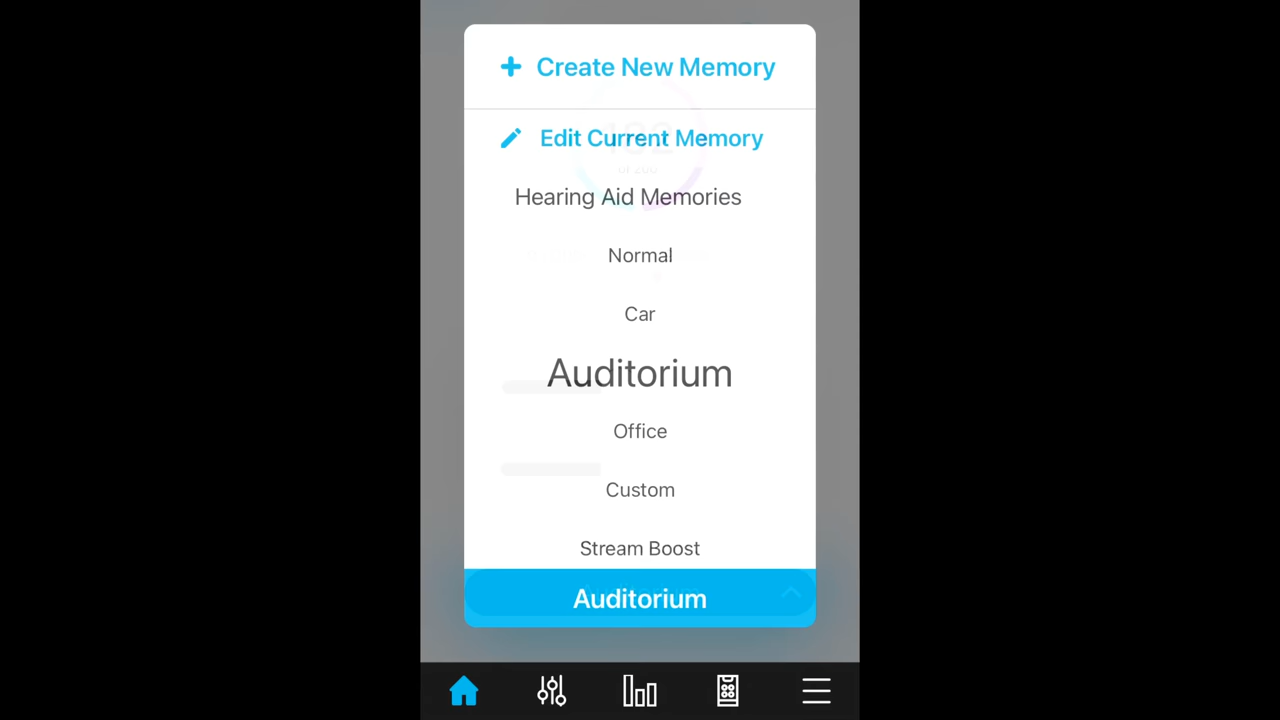 Create New Memory
Edit Current Memory
Hearing Aid Memories
Normal
Car
Auditorium
Office
Custom
Stream Boost
Auditorium